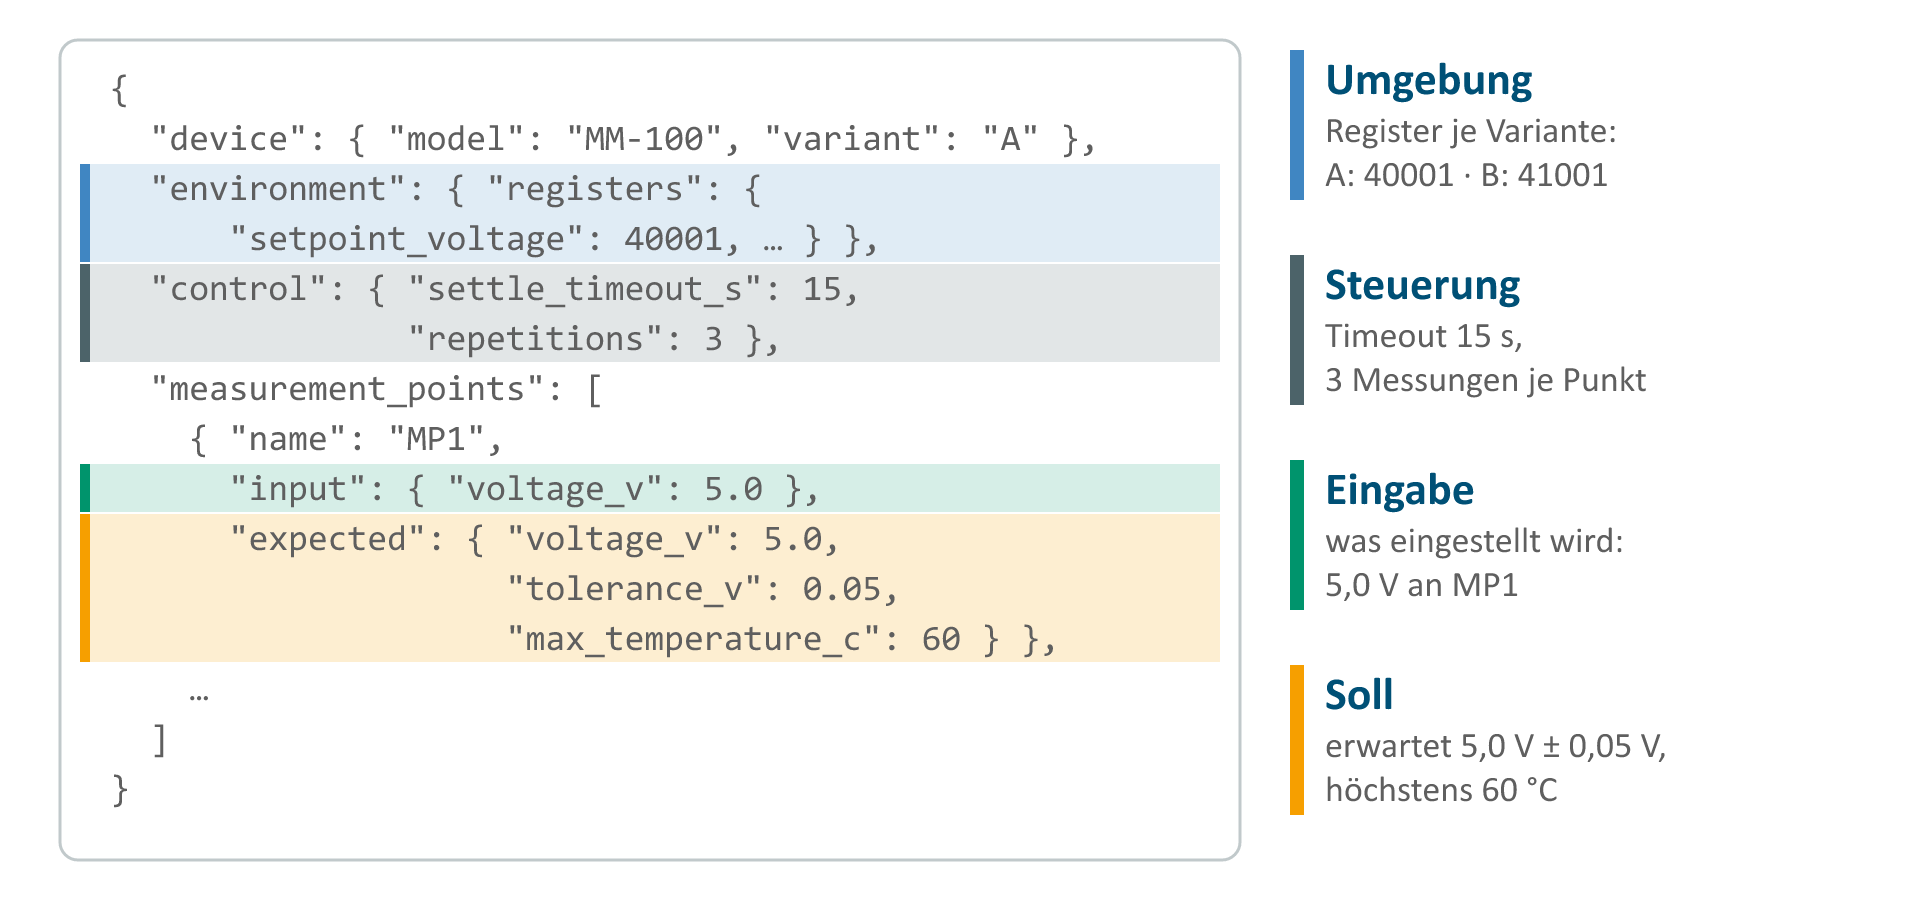 {
"device": { "model": "MM-100", "variant": "A" },
"environment": { "registers": {
"setpoint_voltage": 40001, … } },
"control": { "settle_timeout_s": 15,
"repetitions": 3 },
"measurement_points": [
{ "name": "MP1",
"input": { "voltage_v": 5.0 },
"expected": { "voltage_v": 5.0,
"tolerance_v": 0.05,
"max_temperature_c": 60 } },
…
]
}
Umgebung
Register je Variante:
A: 40001 · B: 41001
Steuerung
Timeout 15 s,
3 Messungen je Punkt
Eingabe
was eingestellt wird:
5,0 V an MP1
Soll
erwartet 5,0 V ± 0,05 V,
höchstens 60 °C